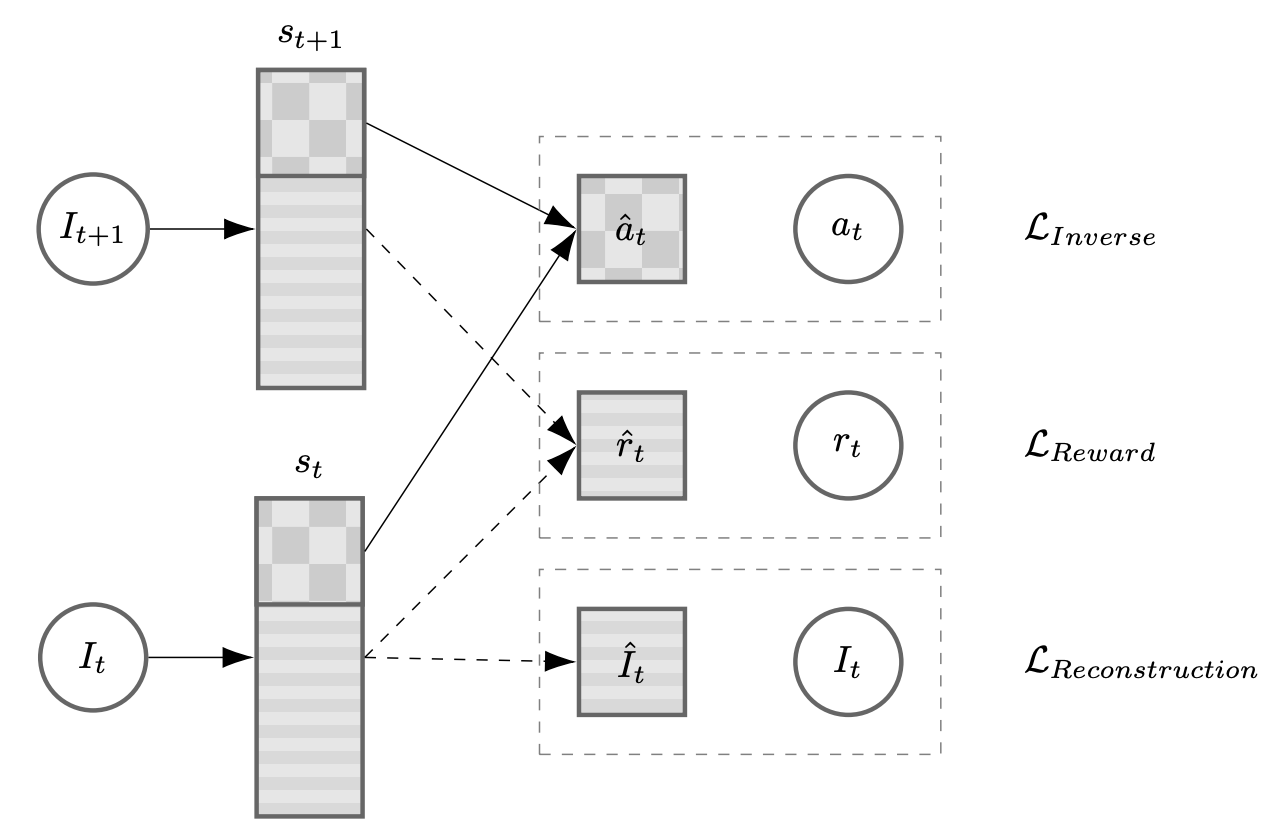 s_{t+1}
I_{t+1}
â_t
a_t
ℒ_{Inverse}
r̂_t
r_t
ℒ_{Reward}
s_t
I_t
Î_t
I_t
ℒ_{Reconstruction}